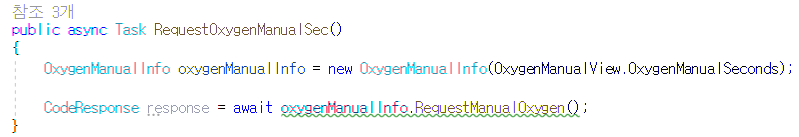 참조 3개
public async Task RequestOxygenManualSec()
{
OxygenManualInfo oxygenManualInfo = new OxygenManualInfo(OxygenManualView.OxygenManualSeconds);
CodeResponse response = await oxygenManualInfo.RequestManualOxygen();
}